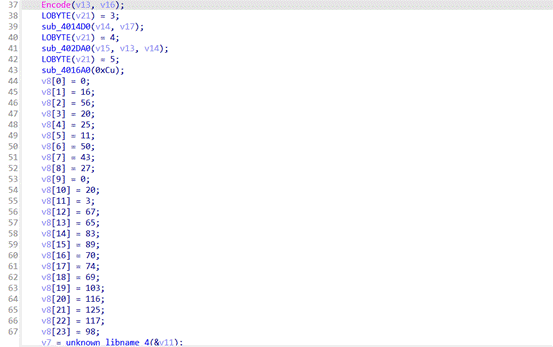 37 Encode(v13, v16);
38 LOBYTE(v21) = 3;
39 sub_4014D0(v14, v17);
40 LOBYTE(v21) = 4;
41 sub_402DA0(v15, v13, v14);
42 LOBYTE(v21) = 5;
43 sub_4016A0(0xCu);
44 v8[0] = 0;
45 v8[1] = 16;
46 v8[2] = 56;
47 v8[3] = 20;
48 v8[4] = 25;
49 v8[5] = 11;
50 v8[6] = 50;
51 v8[7] = 43;
52 v8[8] = 27;
53 v8[9] = 0;
54 v8[10] = 20;
55 v8[11] = 3;
56 v8[12] = 67;
57 v8[13] = 65;
58 v8[14] = 83;
59 v8[15] = 89;
60 v8[16] = 70;
61 v8[17] = 74;
62 v8[18] = 69;
63 v8[19] = 103;
64 v8[20] = 116;
65 v8[21] = 125;
66 v8[22] = 117;
67 v8[23] = 98;
v7 = unknown_libname_4(&v11);